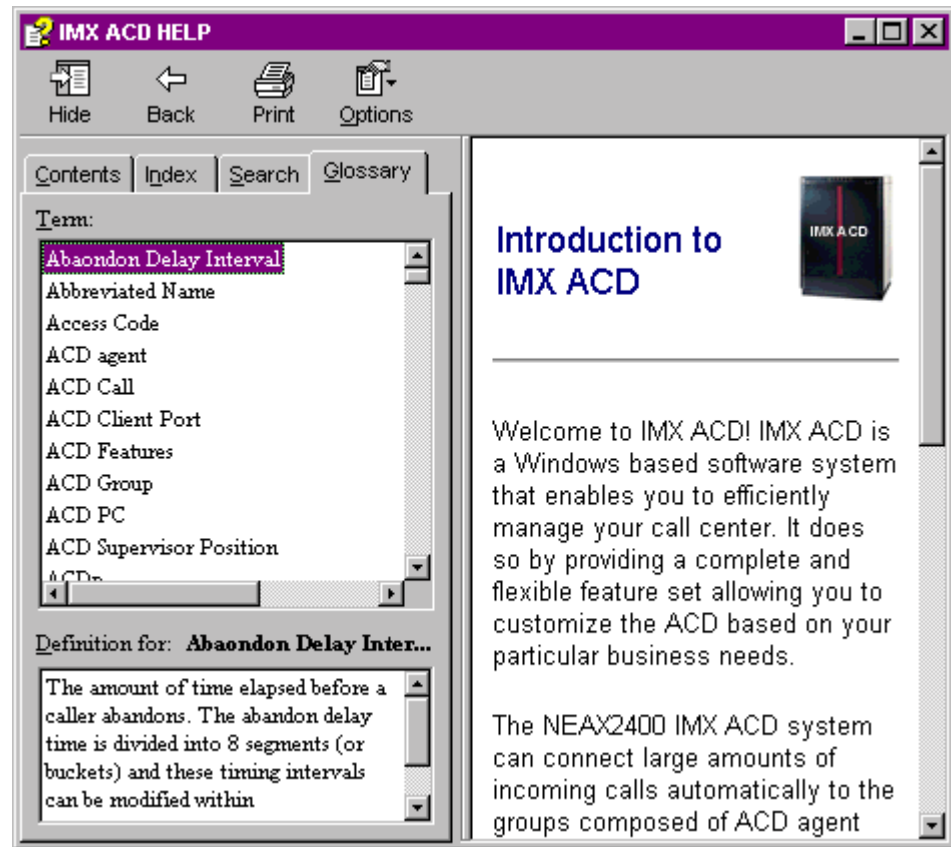 IMX ACD HELP
Hide
Back
Print
Options
Contents
Index
Search
Glossary
Term:
Abaondon Delay Interval
Abbreviated Name
Access Code
ACD agent
ACD Call
ACD Client Port
ACD Features
ACD Group
ACD PC
ACD Supervisor Position
Definition for: Abaondon Delay Inter...
The amount of time elapsed before a
caller abandons. The abandon delay
time is divided into 8 segments (or
buckets) and these timing intervals
can be modified within
Introduction to
IMX ACD
IMX ACD
Welcome to IMX ACD! IMX ACD is
a Windows based software system
that enables you to efficiently
manage your call center. It does
so by providing a complete and
flexible feature set allowing you to
customize the ACD based on your
particular business needs.
The NEAX2400 IMX ACD system
can connect large amounts of
incoming calls automatically to the
groups composed of ACD agent